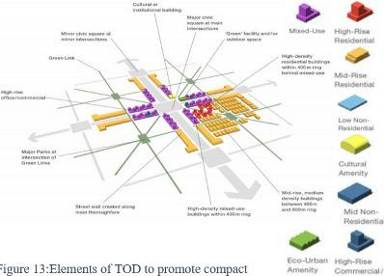 Cultural or
institutional building
Major civic
square at main
intersections
Minor civic square at
minor intersections
'Green' facility and/or
outdoor space
Green Link
High-density
residential buildings
within 400m ring
behind mixed-use
High-rise
office/commercial
Major Parks at
intersection of
Green Links
Street wall created along
main thoroughfare
High-density mixed-use
buildings within 400m ring
Mid-rise, medium
density buildings
between 400m
and 800m ring
Mixed-Use
High-Rise
Residential
Mid-Rise
Residential
Low Non-
Residential
Cultural
Amenity
Mid Non-
Residential
Eco-Urban
Amenity
High-Rise
Commercial/
Figure 13:Elements of TOD to promote compact